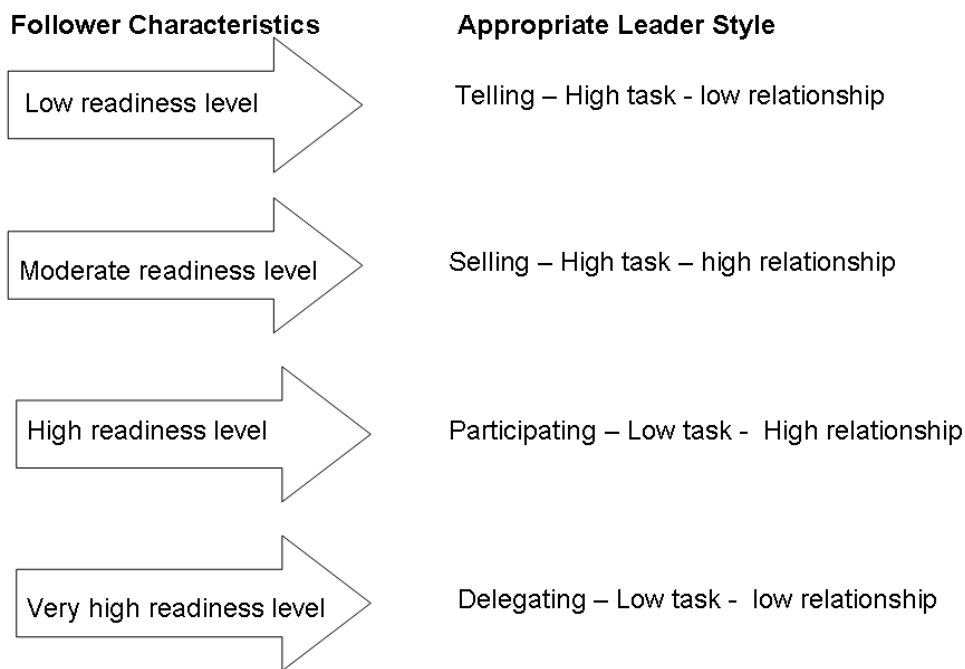 Follower Characteristics
Appropriate Leader Style
Low readiness level
Telling – High task - low relationship
Moderate readiness level
Selling – High task – high relationship
High readiness level
Participating – Low task -  High relationship
Very high readiness level
Delegating – Low task -  low relationship